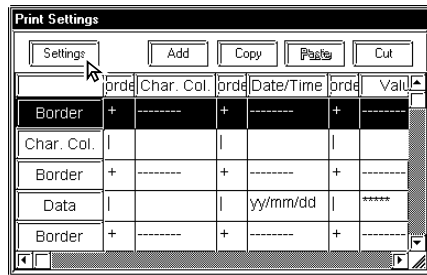 Print Settings
Settings Add Copy Paste Cut
orde Char. Col. orde Date/Time orde Valu
Border + -------- + -------- + --------
Char. Col. | | |
Border + -------- + -------- + --------
Data | | yy/mm/dd | *****
Border + -------- + -------- + --------